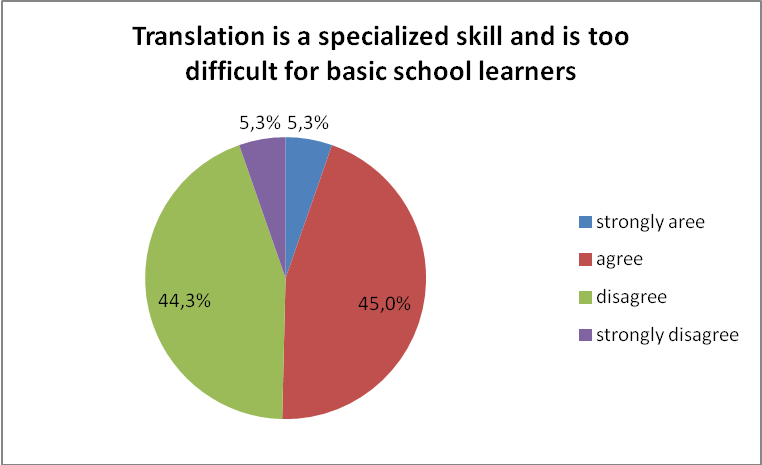 Translation is a specialized skill and is too
difficult for basic school learners
5,3% 5,3%
44,3%
45,0%
strongly aree
agree
disagree
strongly disagree